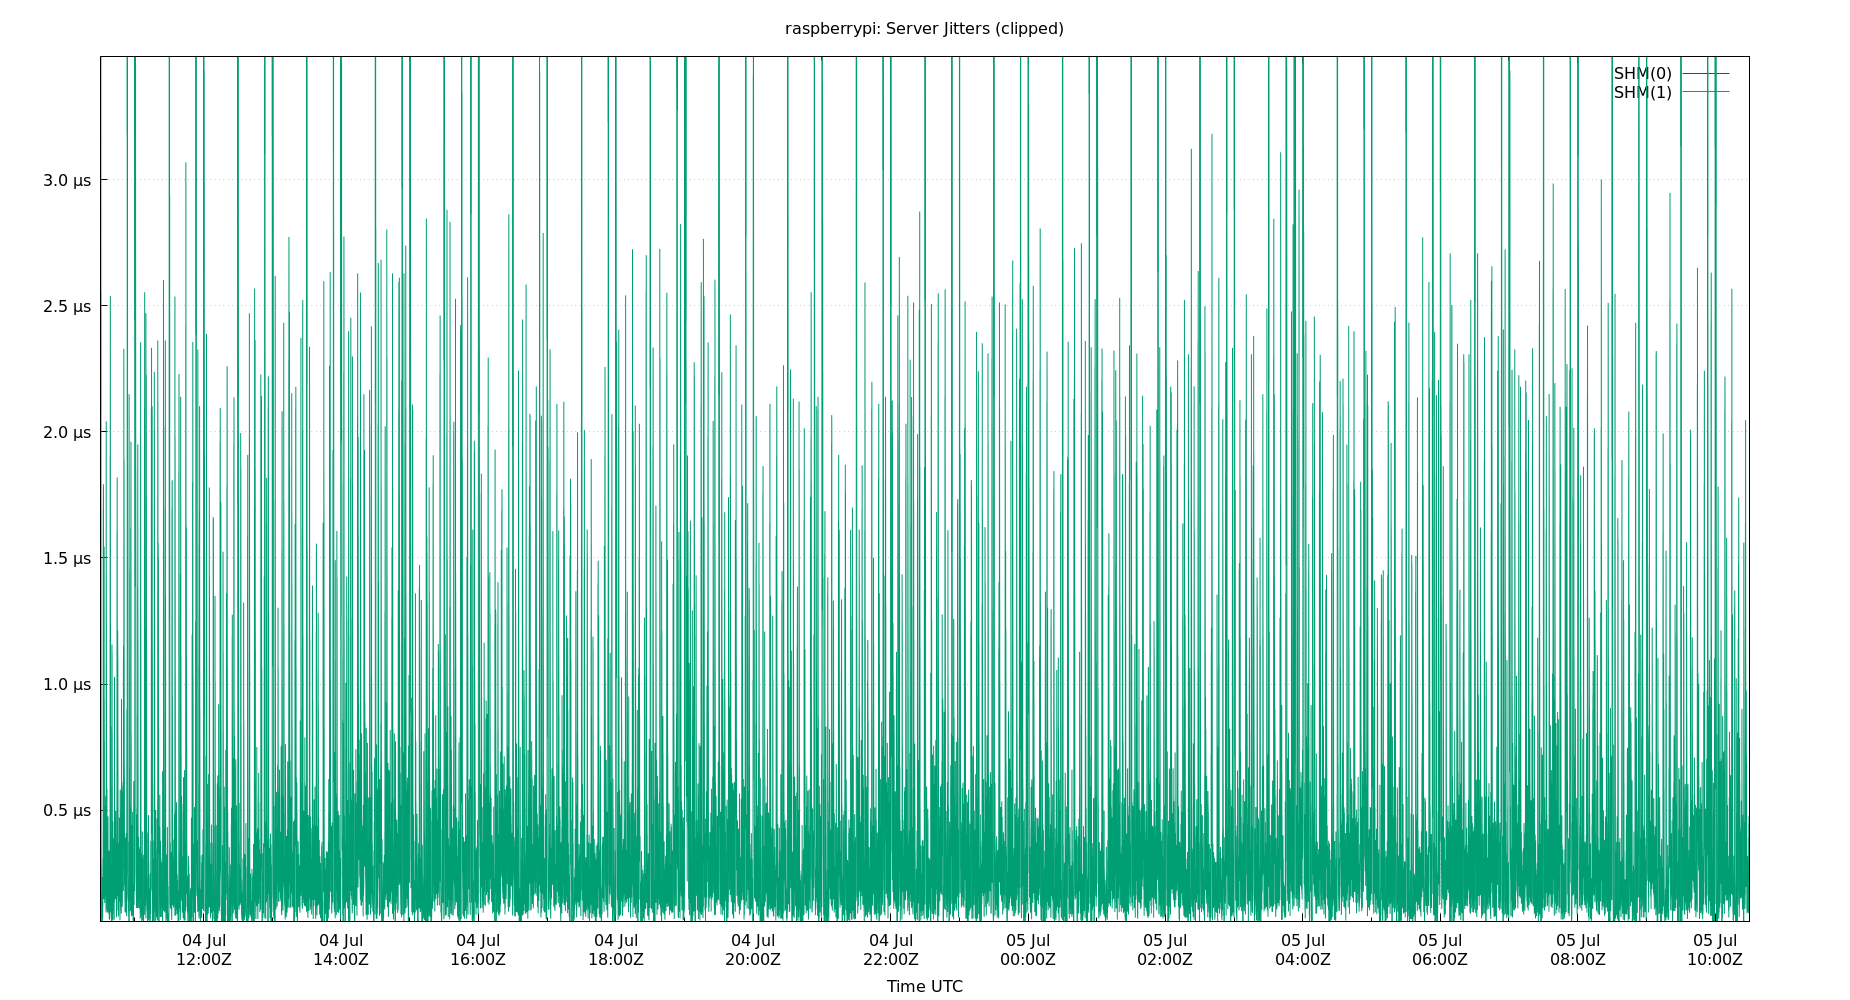 raspberrypi: Server Jitters (clipped)
SHM(0)
SHM(1)
3.0 µs
2.5 µs
2.0 µs
1.5 µs
1.0 µs
0.5 µs
04 Jul 04 Jul 04 Jul 04 Jul 04 Jul 04 Jul 05 Jul 05 Jul 05 Jul 05 Jul 05 Jul 05 Jul
12:00Z 14:00Z 16:00Z 18:00Z 20:00Z 22:00Z 00:00Z 02:00Z 04:00Z 06:00Z 08:00Z 10:00Z
Time UTC